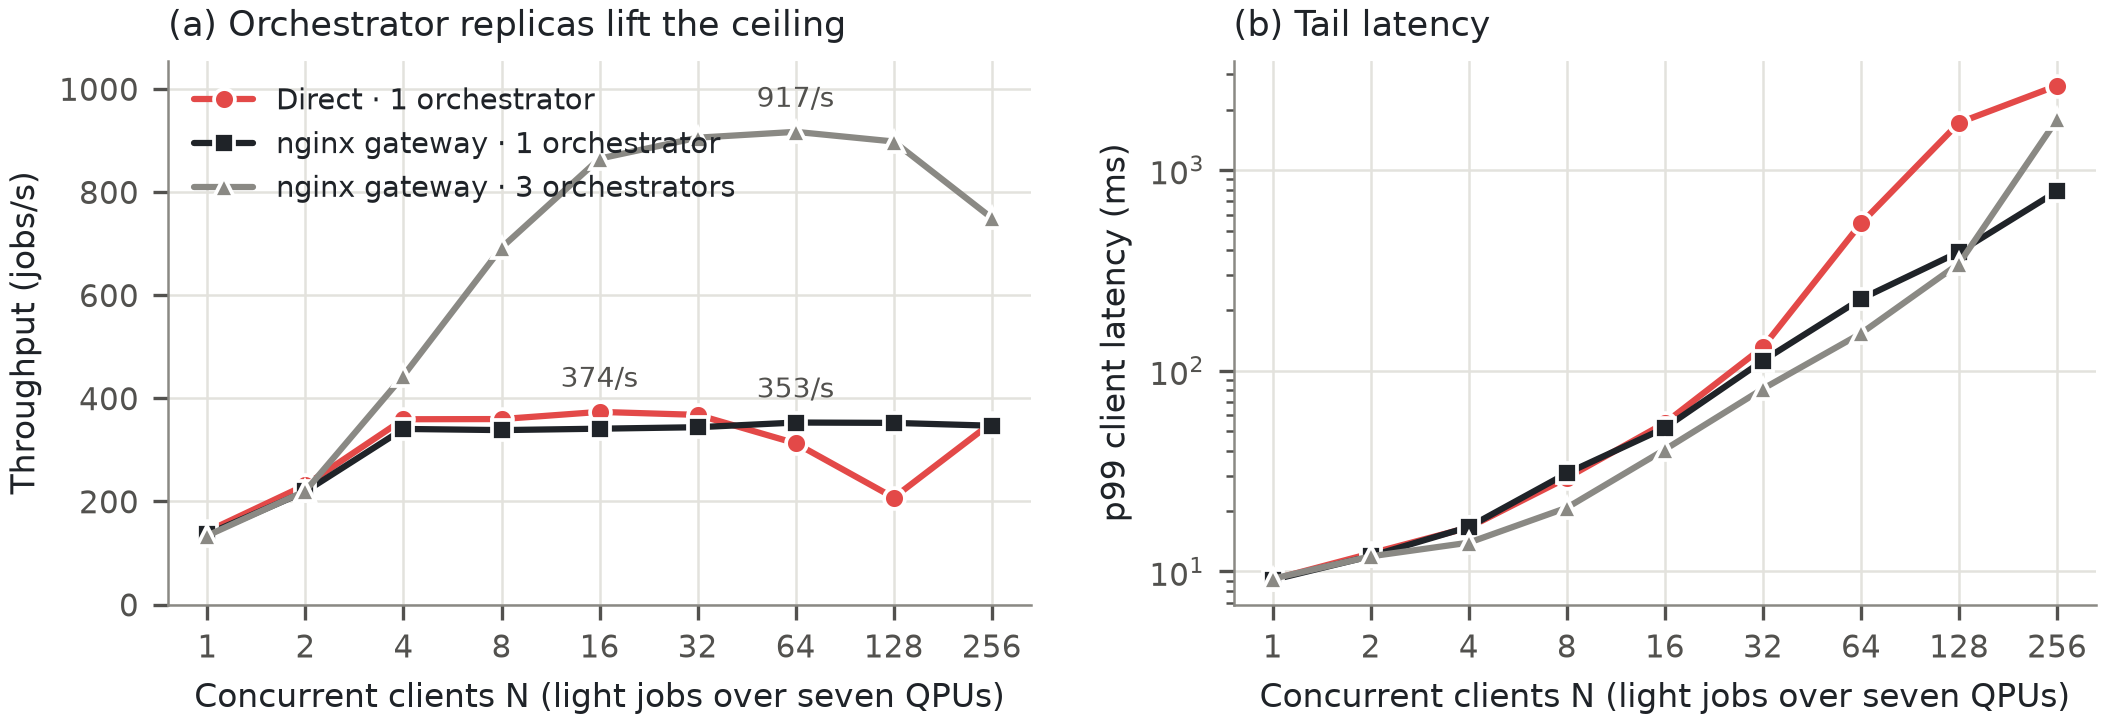 (a) Orchestrator replicas lift the ceiling
Throughput (jobs/s)
1000
800
600
400
200
0
Direct · 1 orchestrator
nginx gateway · 1 orchestrator
nginx gateway · 3 orchestrators
917/s
374/s
353/s
1 2 4 8 16 32 64 128 256
Concurrent clients N (light jobs over seven QPUs)
(b) Tail latency
p99 client latency (ms)
10³
10²
10¹
1 2 4 8 16 32 64 128 256
Concurrent clients N (light jobs over seven QPUs)